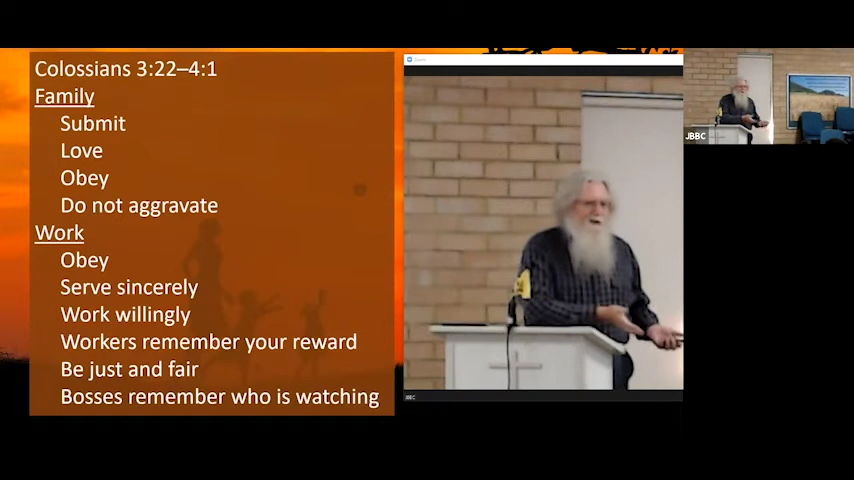 Colossians 3:22–4:1
Family
Submit
Love
Obey
Do not aggravate
Work
Obey
Serve sincerely
Work willingly
Workers remember your reward
Be just and fair
Bosses remember who is watching
JBBC